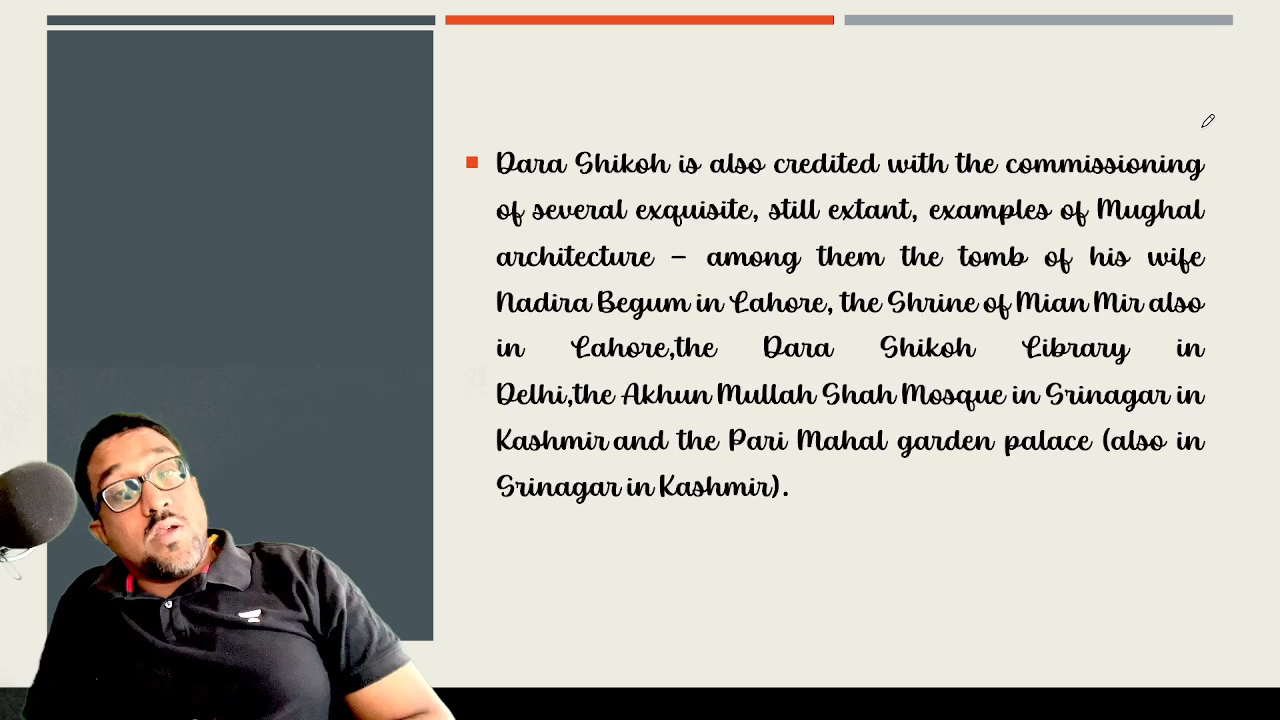 Dara Shikoh is also credited with the commissioning
of several exquisite, still extant, examples of Mughal
architecture – among them the tomb of his wife
Nadira Begum in Lahore, the Shrine of Mian Mir also
in Lahore,the Dara Shikoh Library in
Delhi,the Akhun Mullah Shah Mosque in Srinagar in
Kashmir and the Pari Mahal garden palace (also in
Srinagar in Kashmir).